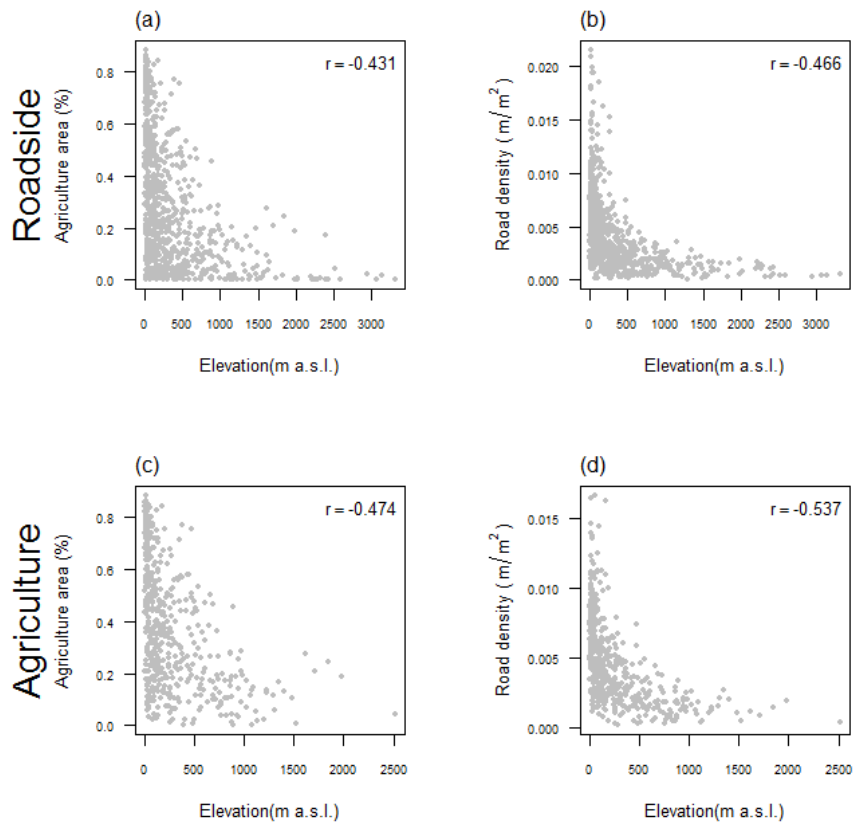 (a)
r = -0.431
0.8
0.6
0.4
0.2
0.0
0 500 1000 1500 2000 2500 3000
Elevation(m a.s.l.)
Roadside
Agriculture area (%)
(b)
r = -0.466
0.020
0.015
0.010
0.005
0.000
0 500 1000 1500 2000 2500 3000
Elevation(m a.s.l.)
Road density ( m/m²)
(c)
r = -0.474
0.8
0.6
0.4
0.2
0.0
0 500 1000 1500 2000 2500
Elevation(m a.s.l.)
Agriculture
Agriculture area (%)
(d)
r = -0.537
0.015
0.010
0.005
0.000
0 500 1000 1500 2000 2500
Elevation(m a.s.l.)
Road density ( m/m²)